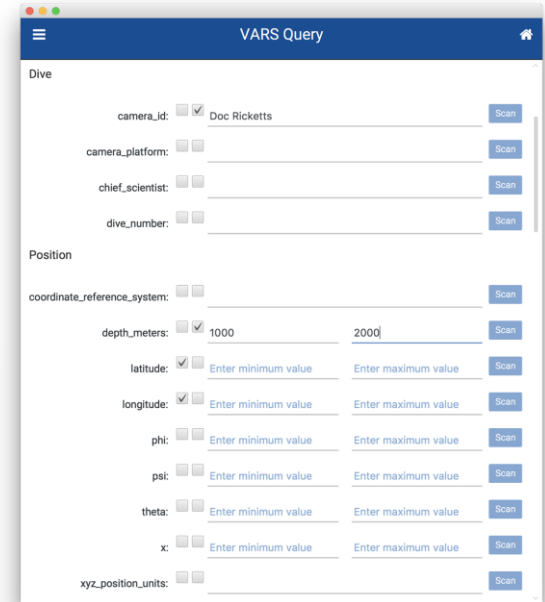 VARS Query
Dive
camera_id: Doc Ricketts Scan
camera_platform: Scan
chief_scientist: Scan
dive_number: Scan
Position
coordinate_reference_system: Scan
depth_meters: 1000 2000 Scan
latitude: Enter minimum value Enter maximum value Scan
longitude: Enter minimum value Enter maximum value Scan
phi: Enter minimum value Enter maximum value Scan
psi: Enter minimum value Enter maximum value Scan
theta: Enter minimum value Enter maximum value Scan
x: Enter minimum value Enter maximum value Scan
xyz_position_units: Scan